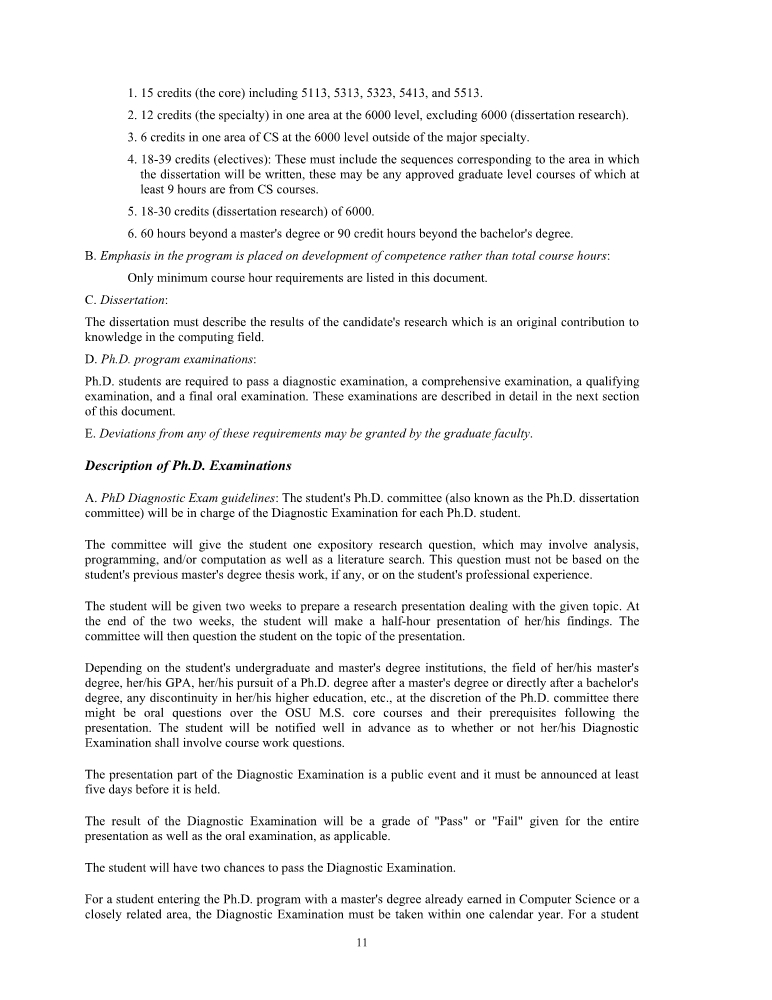 1. 15 credits (the core) including 5113, 5313, 5323, 5413, and 5513.
2. 12 credits (the specialty) in one area at the 6000 level, excluding 6000 (dissertation research).
3. 6 credits in one area of CS at the 6000 level outside of the major specialty.
4. 18-39 credits (electives): These must include the sequences corresponding to the area in which
the dissertation will be written, these may be any approved graduate level courses of which at
least 9 hours are from CS courses.
5. 18-30 credits (dissertation research) of 6000.
6. 60 hours beyond a master's degree or 90 credit hours beyond the bachelor's degree.
B. Emphasis in the program is placed on development of competence rather than total course hours:
Only minimum course hour requirements are listed in this document.
C. Dissertation:
The dissertation must describe the results of the candidate's research which is an original contribution to
knowledge in the computing field.
D. Ph.D. program examinations:
Ph.D. students are required to pass a diagnostic examination, a comprehensive examination, a qualifying
examination, and a final oral examination. These examinations are described in detail in the next section
of this document.
E. Deviations from any of these requirements may be granted by the graduate faculty.
Description of Ph.D. Examinations
A. PhD Diagnostic Exam guidelines: The student's Ph.D. committee (also known as the Ph.D. dissertation
committee) will be in charge of the Diagnostic Examination for each Ph.D. student.
The committee will give the student one expository research question, which may involve analysis,
programming, and/or computation as well as a literature search. This question must not be based on the
student's previous master's degree thesis work, if any, or on the student's professional experience.
The student will be given two weeks to prepare a research presentation dealing with the given topic. At
the end of the two weeks, the student will make a half-hour presentation of her/his findings. The
committee will then question the student on the topic of the presentation.
Depending on the student's undergraduate and master's degree institutions, the field of her/his master's
degree, her/his GPA, her/his pursuit of a Ph.D. degree after a master's degree or directly after a bachelor's
degree, any discontinuity in her/his higher education, etc., at the discretion of the Ph.D. committee there
might be oral questions over the OSU M.S. core courses and their prerequisites following the
presentation. The student will be notified well in advance as to whether or not her/his Diagnostic
Examination shall involve course work questions.
The presentation part of the Diagnostic Examination is a public event and it must be announced at least
five days before it is held.
The result of the Diagnostic Examination will be a grade of "Pass" or "Fail" given for the entire
presentation as well as the oral examination, as applicable.
The student will have two chances to pass the Diagnostic Examination.
For a student entering the Ph.D. program with a master's degree already earned in Computer Science or a
closely related area, the Diagnostic Examination must be taken within one calendar year. For a student
11